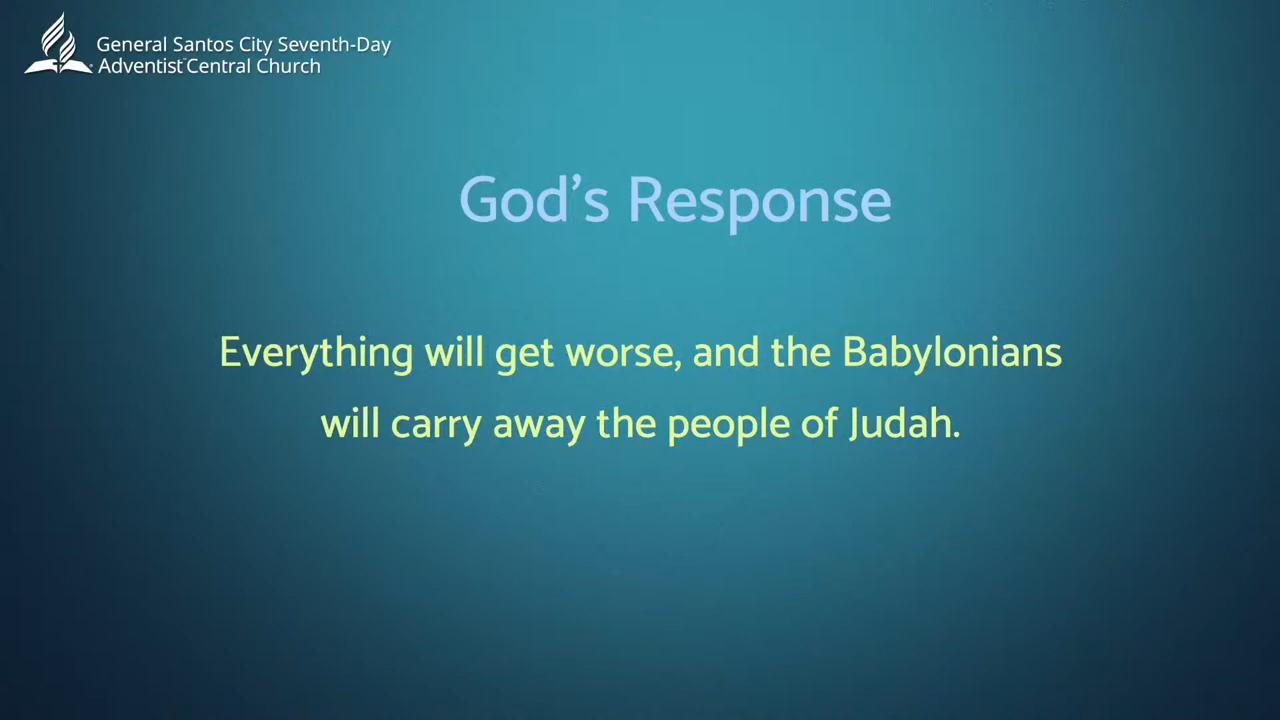 General Santos City Seventh-Day
Adventist Central Church
God’s Response
Everything will get worse, and the Babylonians
will carry away the people of Judah.